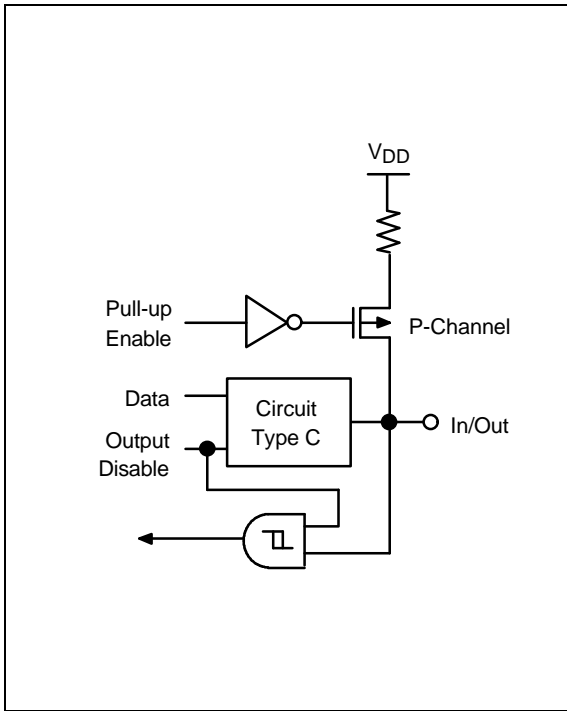 VDD
Pull-up
Enable
P-Channel
Data
Circuit
Type C
In/Out
Output
Disable